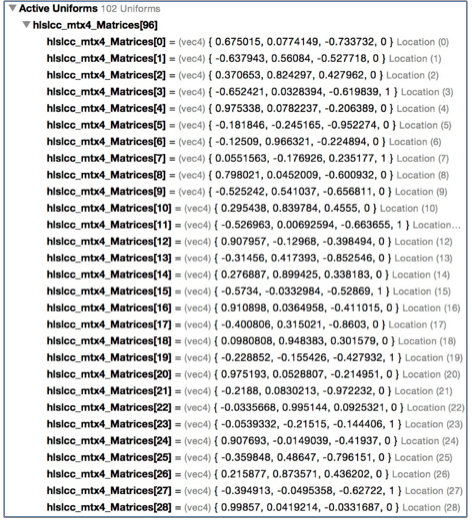 Active Uniforms 102 Uniforms
hlslcc_mtx4_Matrices[96]
hlslcc_mtx4_Matrices[0] = (vec4) { 0.675015, 0.0774149, -0.733732, 0 } Location (0)
hlslcc_mtx4_Matrices[1] = (vec4) { -0.637943, 0.56084, -0.527718, 0 } Location (1)
hlslcc_mtx4_Matrices[2] = (vec4) { 0.370653, 0.824297, 0.427962, 0 } Location (2)
hlslcc_mtx4_Matrices[3] = (vec4) { -0.652421, 0.0328394, -0.619839, 1 } Location (3)
hlslcc_mtx4_Matrices[4] = (vec4) { 0.975338, 0.0782237, -0.206389, 0 } Location (4)
hlslcc_mtx4_Matrices[5] = (vec4) { -0.181846, -0.245165, -0.952274, 0 } Location (5)
hlslcc_mtx4_Matrices[6] = (vec4) { -0.12509, 0.966321, -0.224894, 0 } Location (6)
hlslcc_mtx4_Matrices[7] = (vec4) { 0.0551563, -0.176926, 0.235177, 1 } Location (7)
hlslcc_mtx4_Matrices[8] = (vec4) { 0.798021, 0.0452009, -0.600932, 0 } Location (8)
hlslcc_mtx4_Matrices[9] = (vec4) { -0.525242, 0.541037, -0.656811, 0 } Location (9)
hlslcc_mtx4_Matrices[10] = (vec4) { 0.295438, 0.839784, 0.4555, 0 } Location (10)
hlslcc_mtx4_Matrices[11] = (vec4) { -0.526963, 0.00692594, -0.663655, 1 } Location...
hlslcc_mtx4_Matrices[12] = (vec4) { 0.907957, -0.12968, -0.398494, 0 } Location (12)
hlslcc_mtx4_Matrices[13] = (vec4) { -0.31456, 0.417393, -0.852546, 0 } Location (13)
hlslcc_mtx4_Matrices[14] = (vec4) { 0.276887, 0.899425, 0.338183, 0 } Location (14)
hlslcc_mtx4_Matrices[15] = (vec4) { -0.5734, -0.0332984, -0.52869, 1 } Location (15)
hlslcc_mtx4_Matrices[16] = (vec4) { 0.910898, 0.0364958, -0.411015, 0 } Location (16)
hlslcc_mtx4_Matrices[17] = (vec4) { -0.400806, 0.315021, -0.8603, 0 } Location (17)
hlslcc_mtx4_Matrices[18] = (vec4) { 0.0980808, 0.948383, 0.301579, 0 } Location (18)
hlslcc_mtx4_Matrices[19] = (vec4) { -0.228852, -0.155426, -0.427932, 1 } Location (19)
hlslcc_mtx4_Matrices[20] = (vec4) { 0.975193, 0.0528807, -0.214951, 0 } Location (20)
hlslcc_mtx4_Matrices[21] = (vec4) { -0.2188, 0.0830213, -0.972232, 0 } Location (21)
hlslcc_mtx4_Matrices[22] = (vec4) { -0.0335668, 0.995144, 0.0925321, 0 } Location (22)
hlslcc_mtx4_Matrices[23] = (vec4) { -0.0539332, -0.21515, -0.144406, 1 } Location (23)
hlslcc_mtx4_Matrices[24] = (vec4) { 0.907693, -0.0149039, -0.41937, 0 } Location (24)
hlslcc_mtx4_Matrices[25] = (vec4) { -0.359848, 0.48647, -0.796151, 0 } Location (25)
hlslcc_mtx4_Matrices[26] = (vec4) { 0.215877, 0.873571, 0.436202, 0 } Location (26)
hlslcc_mtx4_Matrices[27] = (vec4) { -0.394913, -0.0495358, -0.62722, 1 } Location (27)
hlslcc_mtx4_Matrices[28] = (vec4) { 0.99857, 0.0419214, -0.0331687, 0 } Location (28)